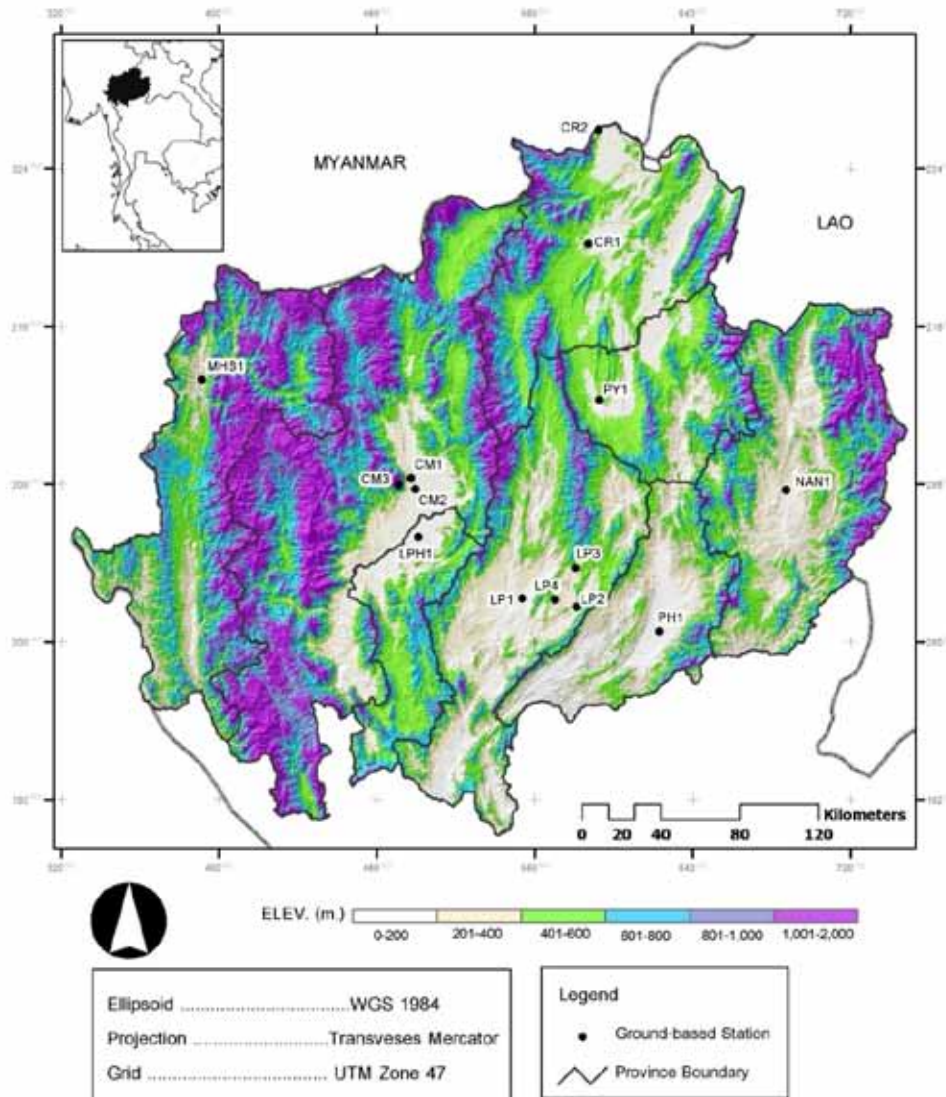 CR2
MYANMAR
LAO
CR1
MHS1
PY1
CM1
CM3
CM2
NAN1
LPH1
LP3
LP1
LP4
LP2
PH1
Kilometers
0 20 40 80 120
ELEV. (m.)
0-200 201-400 401-600 601-800 801-1,000 1,001-2,000
Ellipsoid ............................ WGS 1984
Projection ....................... Transveses Mercator
Grid ............................... UTM Zone 47
Legend
Ground-based Station
Province Boundary